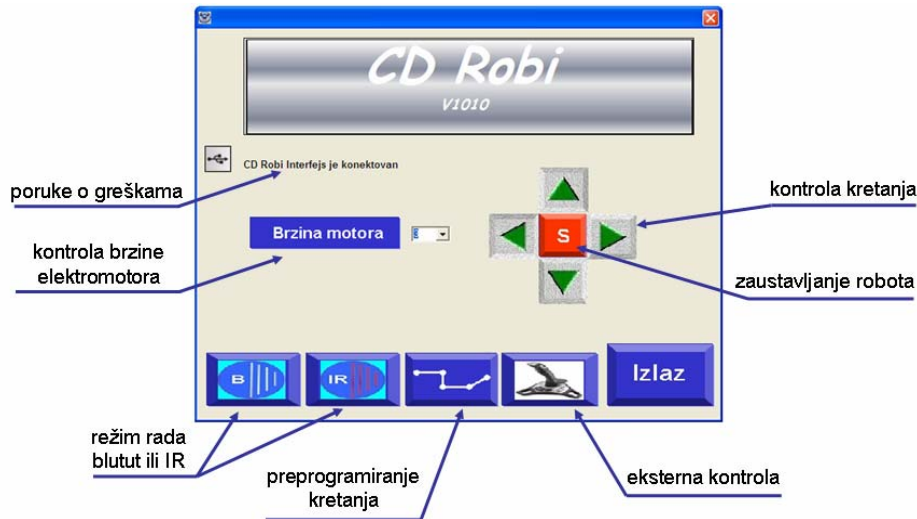 CD Robi
V1010
CD Robi Interfejs je konektovan
poruke o greškama
kontrola kretanja
Brzina motora
S
kontrola brzine
elektromotora
zaustavljanje robota
B
IR
Izlaz
režim rada
blutut ili IR
preprogramiranje
kretanja
eksterna kontrola